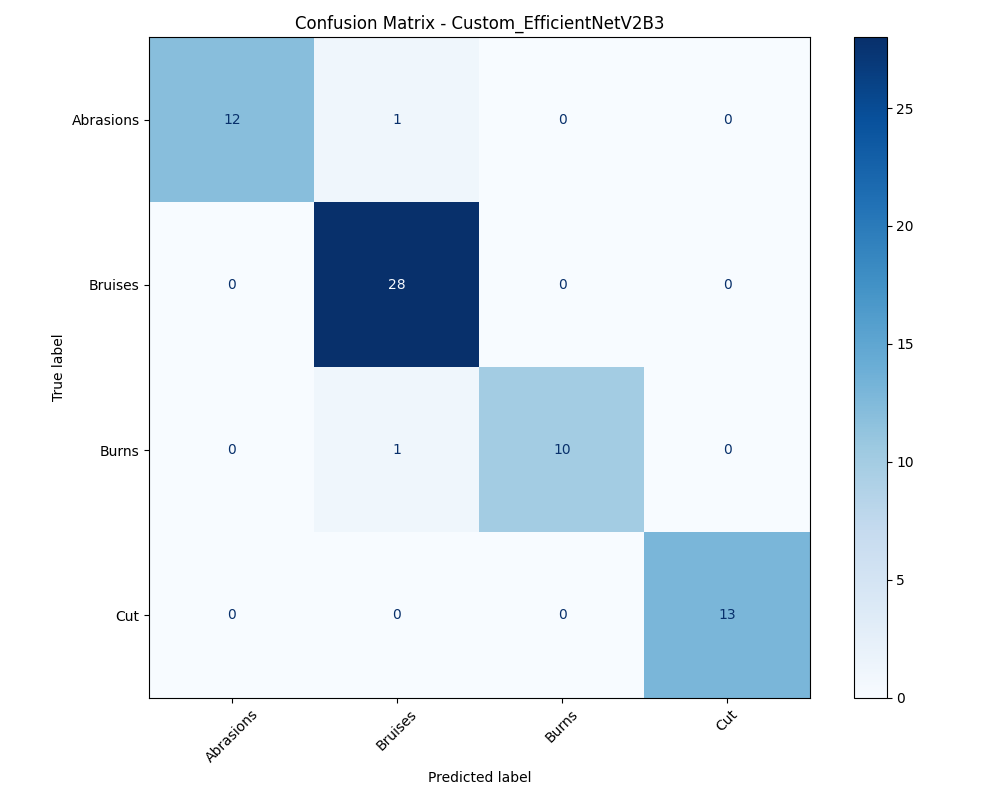 Confusion Matrix - Custom_EfficientNetV2B3
Abrasions 12 1 0 0
Bruises 0 28 0 0
Burns 0 1 10 0
Cut 0 0 0 13
Abrasions Bruises Burns Cut
Predicted label
True label
25
20
15
10
5
0